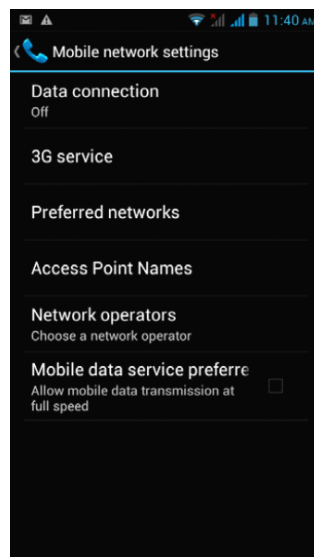 11:40 AM
Mobile network settings
Data connection
Off
3G service
Preferred networks
Access Point Names
Network operators
Choose a network operator
Mobile data service preferre
Allow mobile data transmission at
full speed